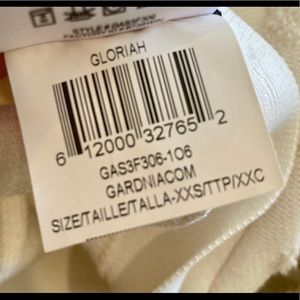 GLORIAH
6 12000 32765 2
GAS3F306-106
GARDNIACOM
SIZE/TAILLE/TALLA-XXS/TTP/XXC